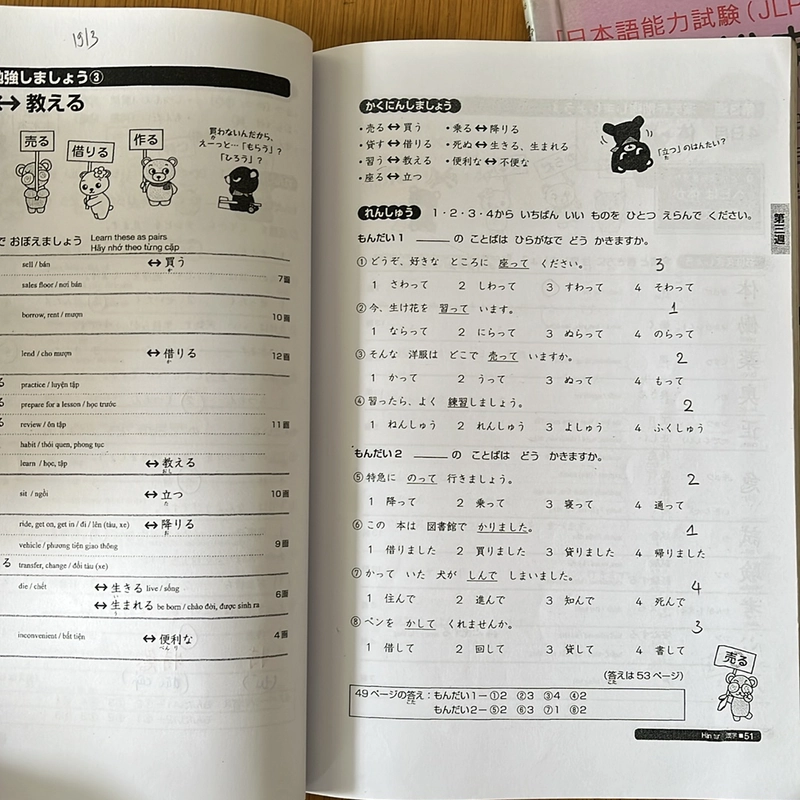 19/3
「日本語能力試験(JLP
強しましょう③
↔ 教える
売る
借りる
作る
買わないんだから、
か
えーっと…「もらう」?
「ひろう」?
で おぼえましょう Learn these as pairs
Hãy nhớ theo từng cặp
sell / bán ↔ 買う
か
sales floor / nơi bán 7画
borrow, rent / mượn 10画
lend / cho mượn ↔ 借りる 12画
か
practice / luyện tập
prepare for a lesson / học trước
review / ôn tập 11画
habit / thói quen, phong tục
learn / học, tập ↔ 教える
おし
sit / ngồi ↔ 立つ 10画
た
ride, get on, get in / đi / lên (tàu, xe) ↔ 降りる
お
vehicle / phương tiện giao thông 9画
る transfer, change / đổi tàu (xe)
die / chết ↔ 生きる live / sống
い
↔ 生まれる be born / chào đời, được sinh ra 6画
う
inconvenient / bất tiện ↔ 便利な 4画
べんり
かくにんしましょう
・売る ↔ 買う ・乗る ↔ 降りる
・貸す ↔ 借りる ・死ぬ ↔ 生きる、生まれる
・習う ↔ 教える ・便利な ↔ 不便な
・座る ↔ 立つ
「立つ」のはんたい?
た
れんしゅう 1・2・3・4から いちばん いい ものを ひとつ えらんで ください。
第三週
もんだい1 ＿＿＿ の ことばは ひらがなで どう かきますか。
①どうぞ、好きな ところに 座って ください。 3
1 さわって 2 しわって 3 すわって 4 そわって
②今、生け花を 習って います。 1
1 ならって 2 にらって 3 ぬらって 4 のらって
③そんな 洋服は どこで 売って いますか。 2
1 かって 2 うって 3 ぬって 4 もって
④習ったら、よく 練習しましょう。 2
1 ねんしゅう 2 れんしゅう 3 よしゅう 4 ふくしゅう
もんだい2 ＿＿＿ の ことばは どう かきますか。
⑤特急に のって 行きましょう。 2
1 降って 2 乗って 3 寝って 4 通って
⑥この 本は 図書館で かりました。 1
1 借りました 2 買りました 3 貸りました 4 帰りました
⑦かって いた 犬が しんで しまいました。 4
1 住んで 2 進んで 3 知んで 4 死んで
⑧ペンを かして くれませんか。 3
1 借して 2 回して 3 貸して 4 書して
売る
(答えは53ページ)
こた
49ページの答え：もんだい1－①2 ②3 ③4 ④2
こた
もんだい2－⑤2 ⑥3 ⑦1 ⑧2
漢字 ■51